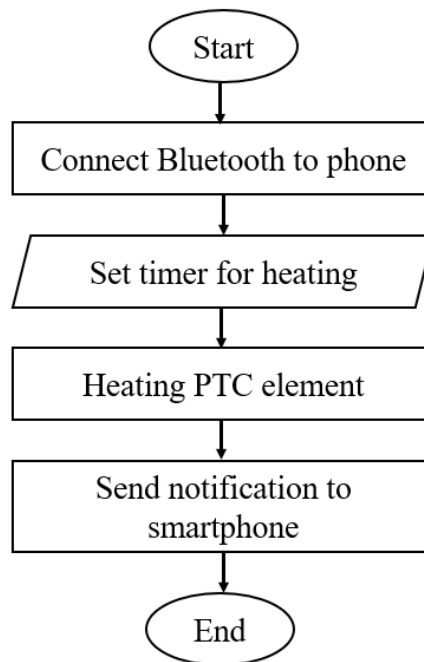 Start
Connect Bluetooth to phone
Set timer for heating
Heating PTC element
Send notification to
smartphone
End